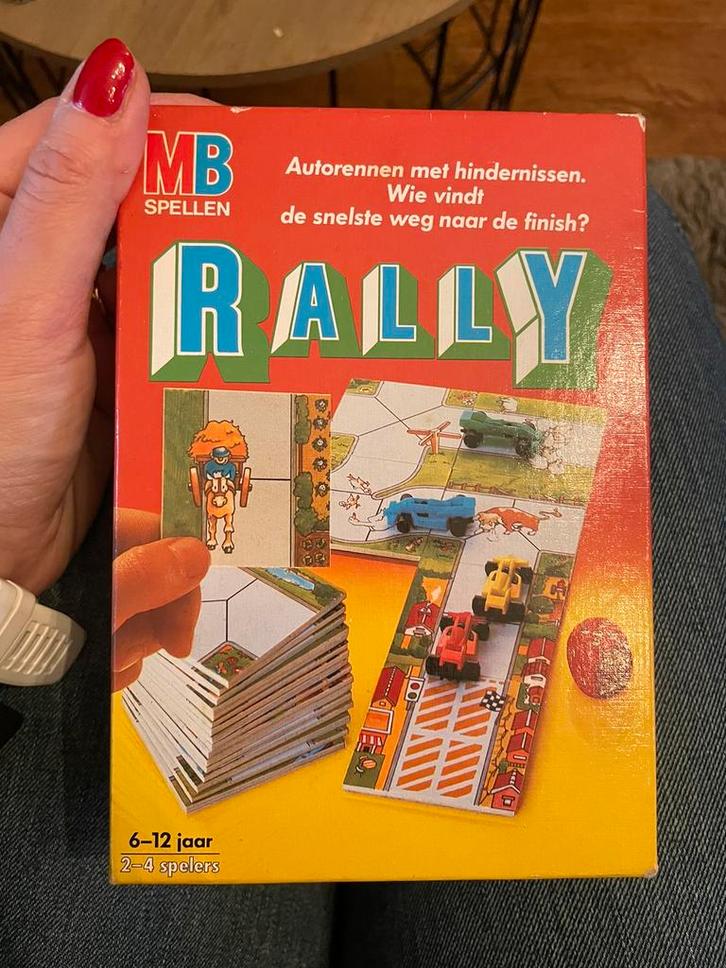 MB
SPELLEN
Autorennen met hindernissen.
Wie vindt
de snelste weg naar de finish?
RALLY
6–12 jaar
2–4 spelers